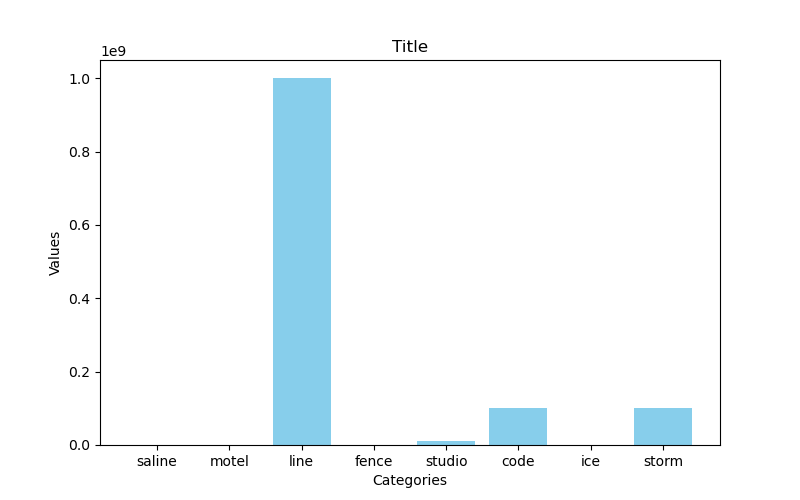 Title
1e9
1.0
0.8
0.6
0.4
0.2
0.0
Values
saline motel line fence studio code ice storm
Categories